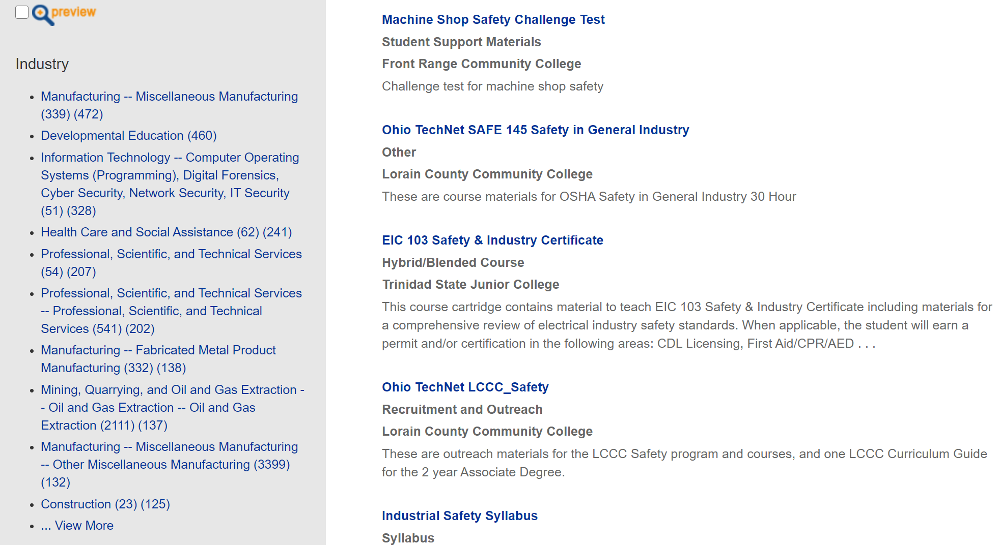 preview
Industry
Manufacturing -- Miscellaneous Manufacturing
(339) (472)
Developmental Education (460)
Information Technology -- Computer Operating
Systems (Programming), Digital Forensics,
Cyber Security, Network Security, IT Security
(51) (328)
Health Care and Social Assistance (62) (241)
Professional, Scientific, and Technical Services
(54) (207)
Professional, Scientific, and Technical Services
-- Professional, Scientific, and Technical
Services (541) (202)
Manufacturing -- Fabricated Metal Product
Manufacturing (332) (138)
Mining, Quarrying, and Oil and Gas Extraction -
- Oil and Gas Extraction -- Oil and Gas
Extraction (2111) (137)
Manufacturing -- Miscellaneous Manufacturing
-- Other Miscellaneous Manufacturing (3399)
(132)
Construction (23) (125)
... View More
Machine Shop Safety Challenge Test
Student Support Materials
Front Range Community College
Challenge test for machine shop safety
Ohio TechNet SAFE 145 Safety in General Industry
Other
Lorain County Community College
These are course materials for OSHA Safety in General Industry 30 Hour
EIC 103 Safety & Industry Certificate
Hybrid/Blended Course
Trinidad State Junior College
This course cartridge contains material to teach EIC 103 Safety & Industry Certificate including materials for
a comprehensive review of electrical industry safety standards. When applicable, the student will earn a
permit and/or certification in the following areas: CDL Licensing, First Aid/CPR/AED . . .
Ohio TechNet LCCC_Safety
Recruitment and Outreach
Lorain County Community College
These are outreach materials for the LCCC Safety program and courses, and one LCCC Curriculum Guide
for the 2 year Associate Degree.
Industrial Safety Syllabus
Syllabus